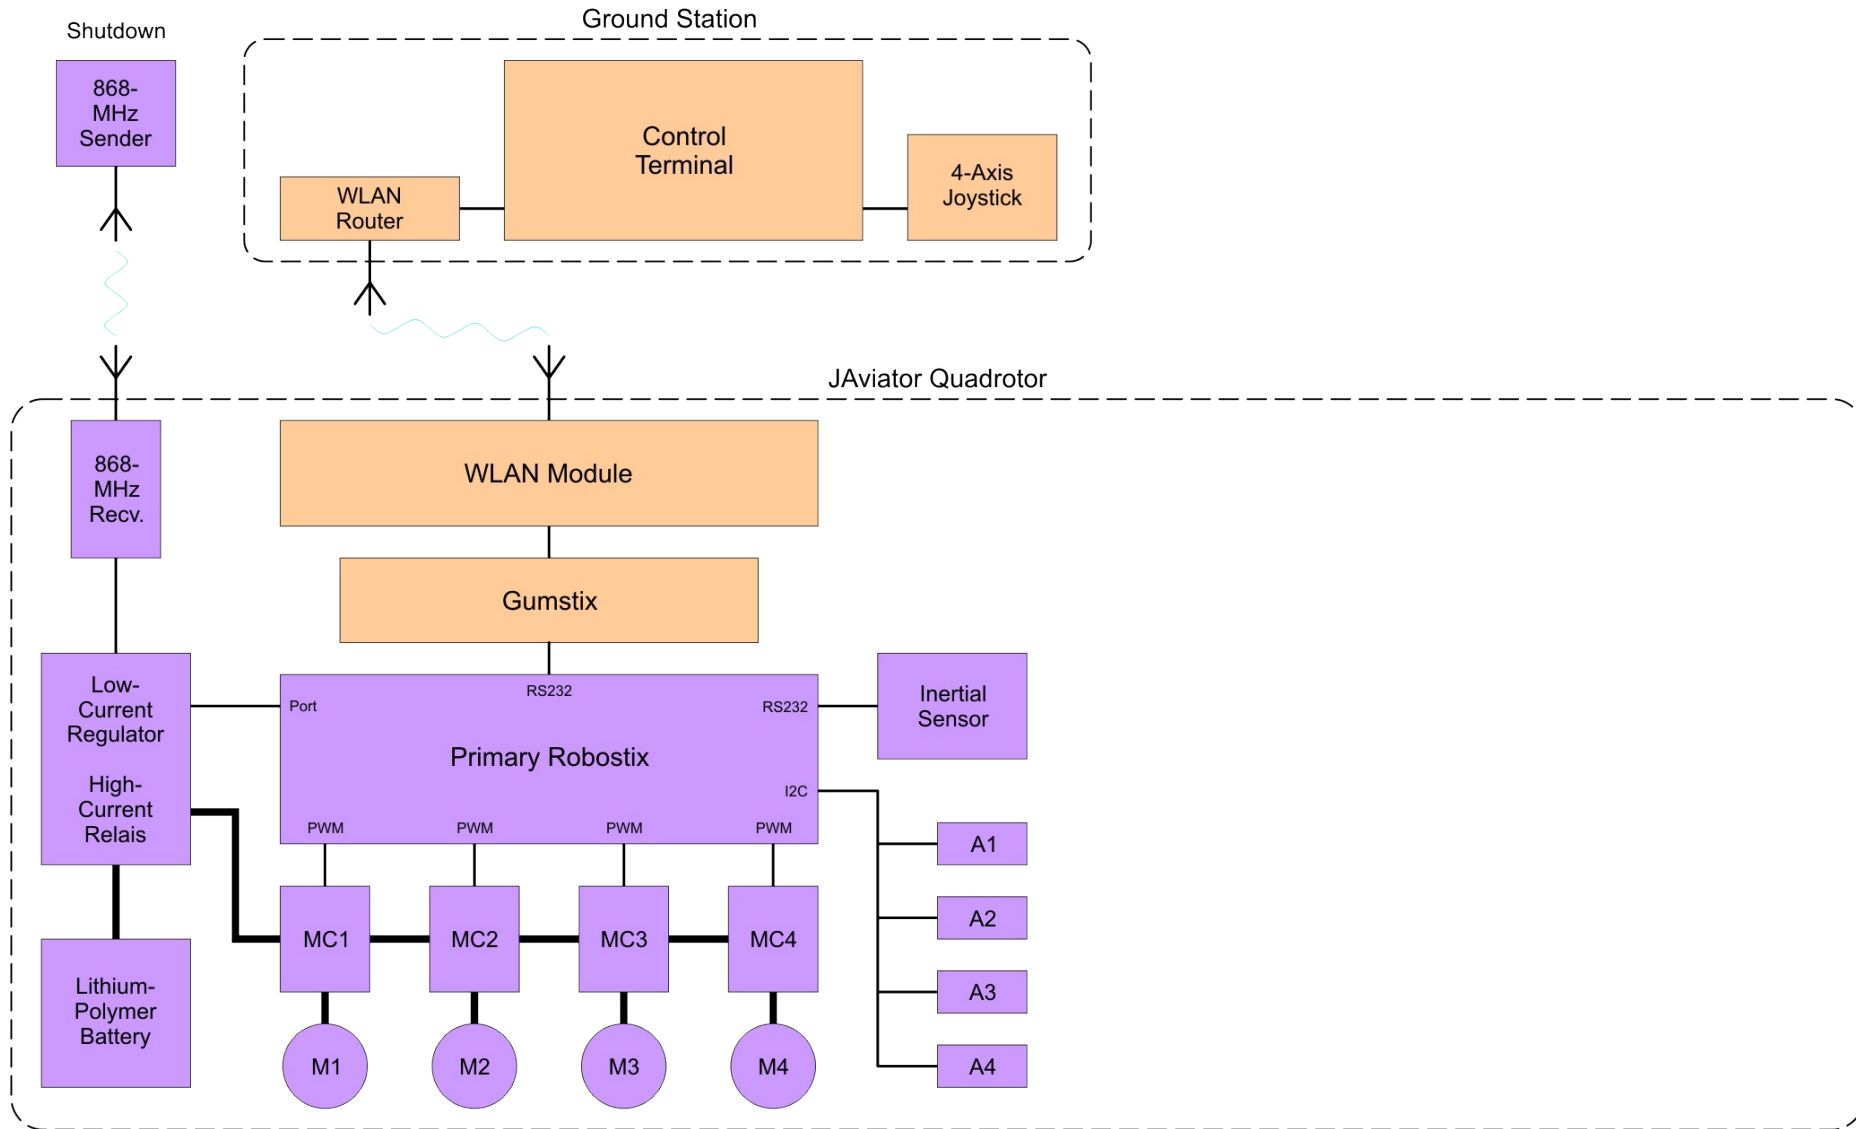 Ground Station
Shutdown
868-
MHz
Sender
Control
Terminal
4-Axis
Joystick
WLAN
Router
JAviator Quadrotor
868-
MHz
Recv.
WLAN Module
Gumstix
Low-
Current
Regulator
High-
Current
Relais
Port
RS232
RS232
Primary Robostix
I2C
PWM
PWM
PWM
PWM
Inertial
Sensor
A1
A2
A3
A4
MC1
MC2
MC3
MC4
Lithium-
Polymer
Battery
M1
M2
M3
M4